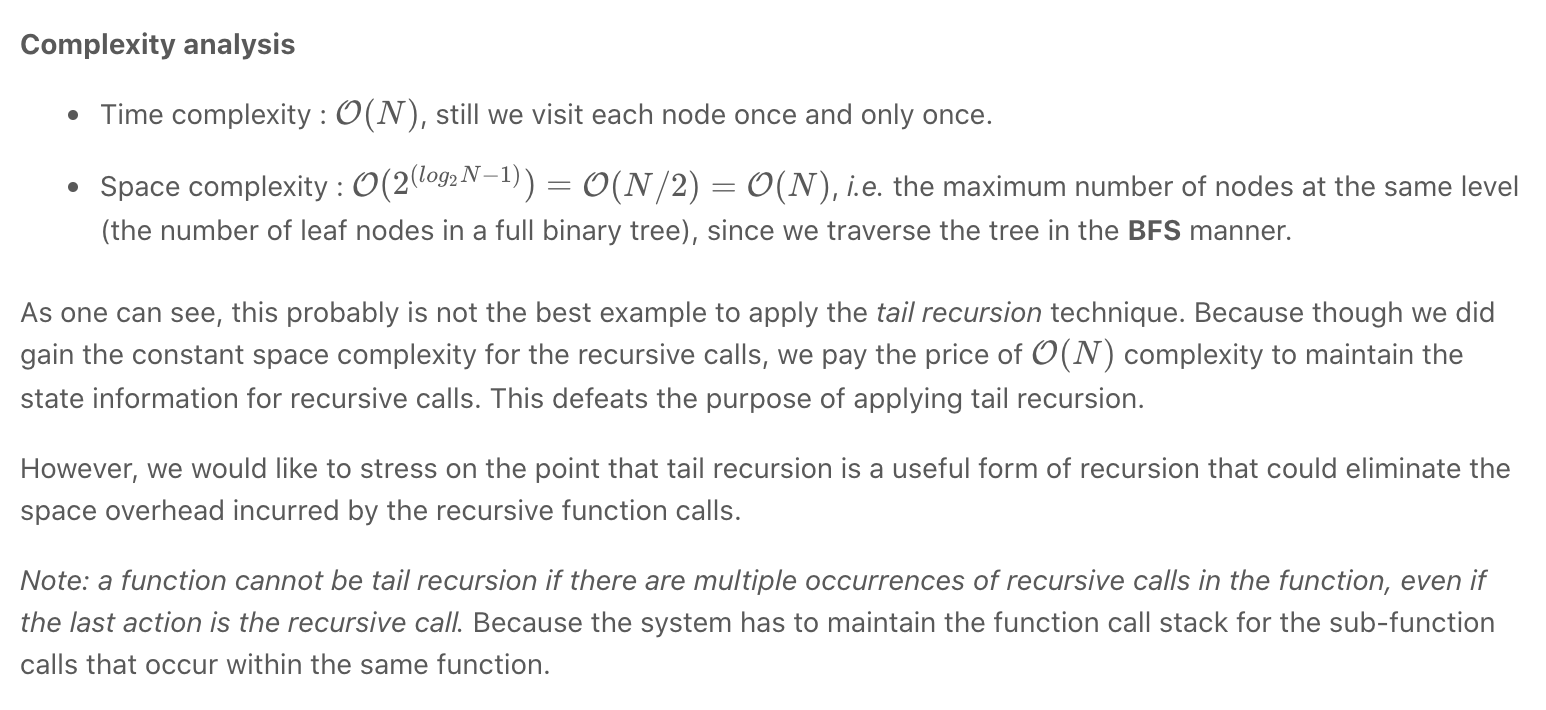 Complexity analysis
• Time complexity : 𝒪(N), still we visit each node once and only once.
• Space complexity : 𝒪(2^(log₂N−1)) = 𝒪(N/2) = 𝒪(N), i.e. the maximum number of nodes at the same level
(the number of leaf nodes in a full binary tree), since we traverse the tree in the BFS manner.
As one can see, this probably is not the best example to apply the tail recursion technique. Because though we did
gain the constant space complexity for the recursive calls, we pay the price of 𝒪(N) complexity to maintain the
state information for recursive calls. This defeats the purpose of applying tail recursion.
However, we would like to stress on the point that tail recursion is a useful form of recursion that could eliminate the
space overhead incurred by the recursive function calls.
Note: a function cannot be tail recursion if there are multiple occurrences of recursive calls in the function, even if
the last action is the recursive call. Because the system has to maintain the function call stack for the sub-function
calls that occur within the same function.